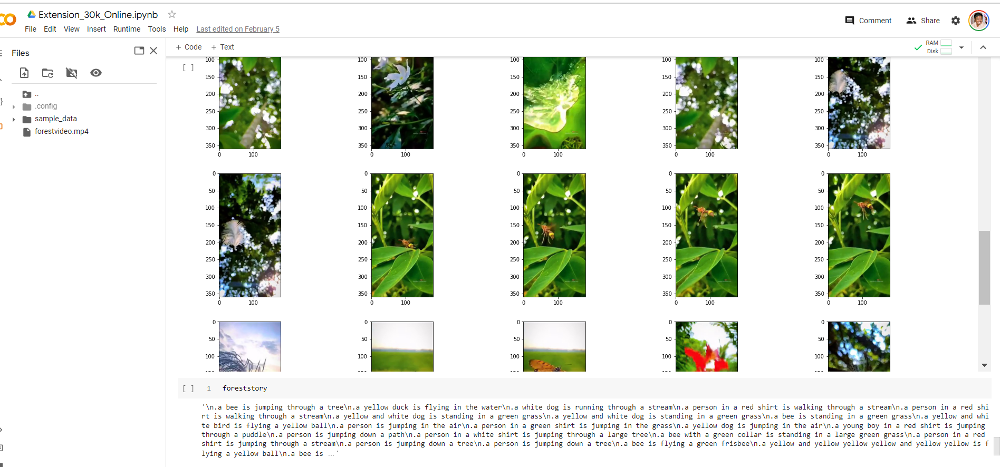 Extension_30k_Online.ipynb
File Edit View Insert Runtime Tools Help Last edited on February 5
Comment Share
Files
+ Code + Text
RAM
Disk
..
.config
sample_data
forestvideo.mp4
[ ]
100 100 100 100 100
150 150 150 150 150
200 200 200 200 200
250 250 250 250 250
300 300 300 300 300
350 350 350 350 350
0 100 0 100 0 100 0 100 0 100
0 0 0 0 0
50 50 50 50 50
100 100 100 100 100
150 150 150 150 150
200 200 200 200 200
250 250 250 250 250
300 300 300 300 300
350 350 350 350 350
0 100 0 100 0 100 0 100 0 100
0 0 0 0 0
50 50 50 50 50
100 100 100 100 100
[ ] 1 foreststory
'\n.a bee is jumping through a tree\n.a yellow duck is flying in the water\n.a white dog is running through a stream\n.a person in a red shirt is walking through a stream\n.a person in a red shi
rt is walking through a stream\n.a yellow and white dog is standing in a green grass\n.a yellow and white dog is standing in a green grass\n.a bee is standing in a green grass\n.a yellow and whi
te bird is flying a yellow ball\n.a person is jumping in the air\n.a person in a green shirt is jumping in the grass\n.a yellow dog is jumping in the air\n.a young boy in a red shirt is jumping
through a puddle\n.a person is jumping down a path\n.a person in a white shirt is jumping through a large tree\n.a bee with a green collar is standing in a large green grass\n.a person in a red
shirt is jumping through a stream\n.a person is jumping down a tree\n.a person is jumping down a tree\n.a bee is flying a green frisbee\n.a yellow and yellow yellow yellow and yellow yellow is f
lying a yellow ball\n.a bee is …'